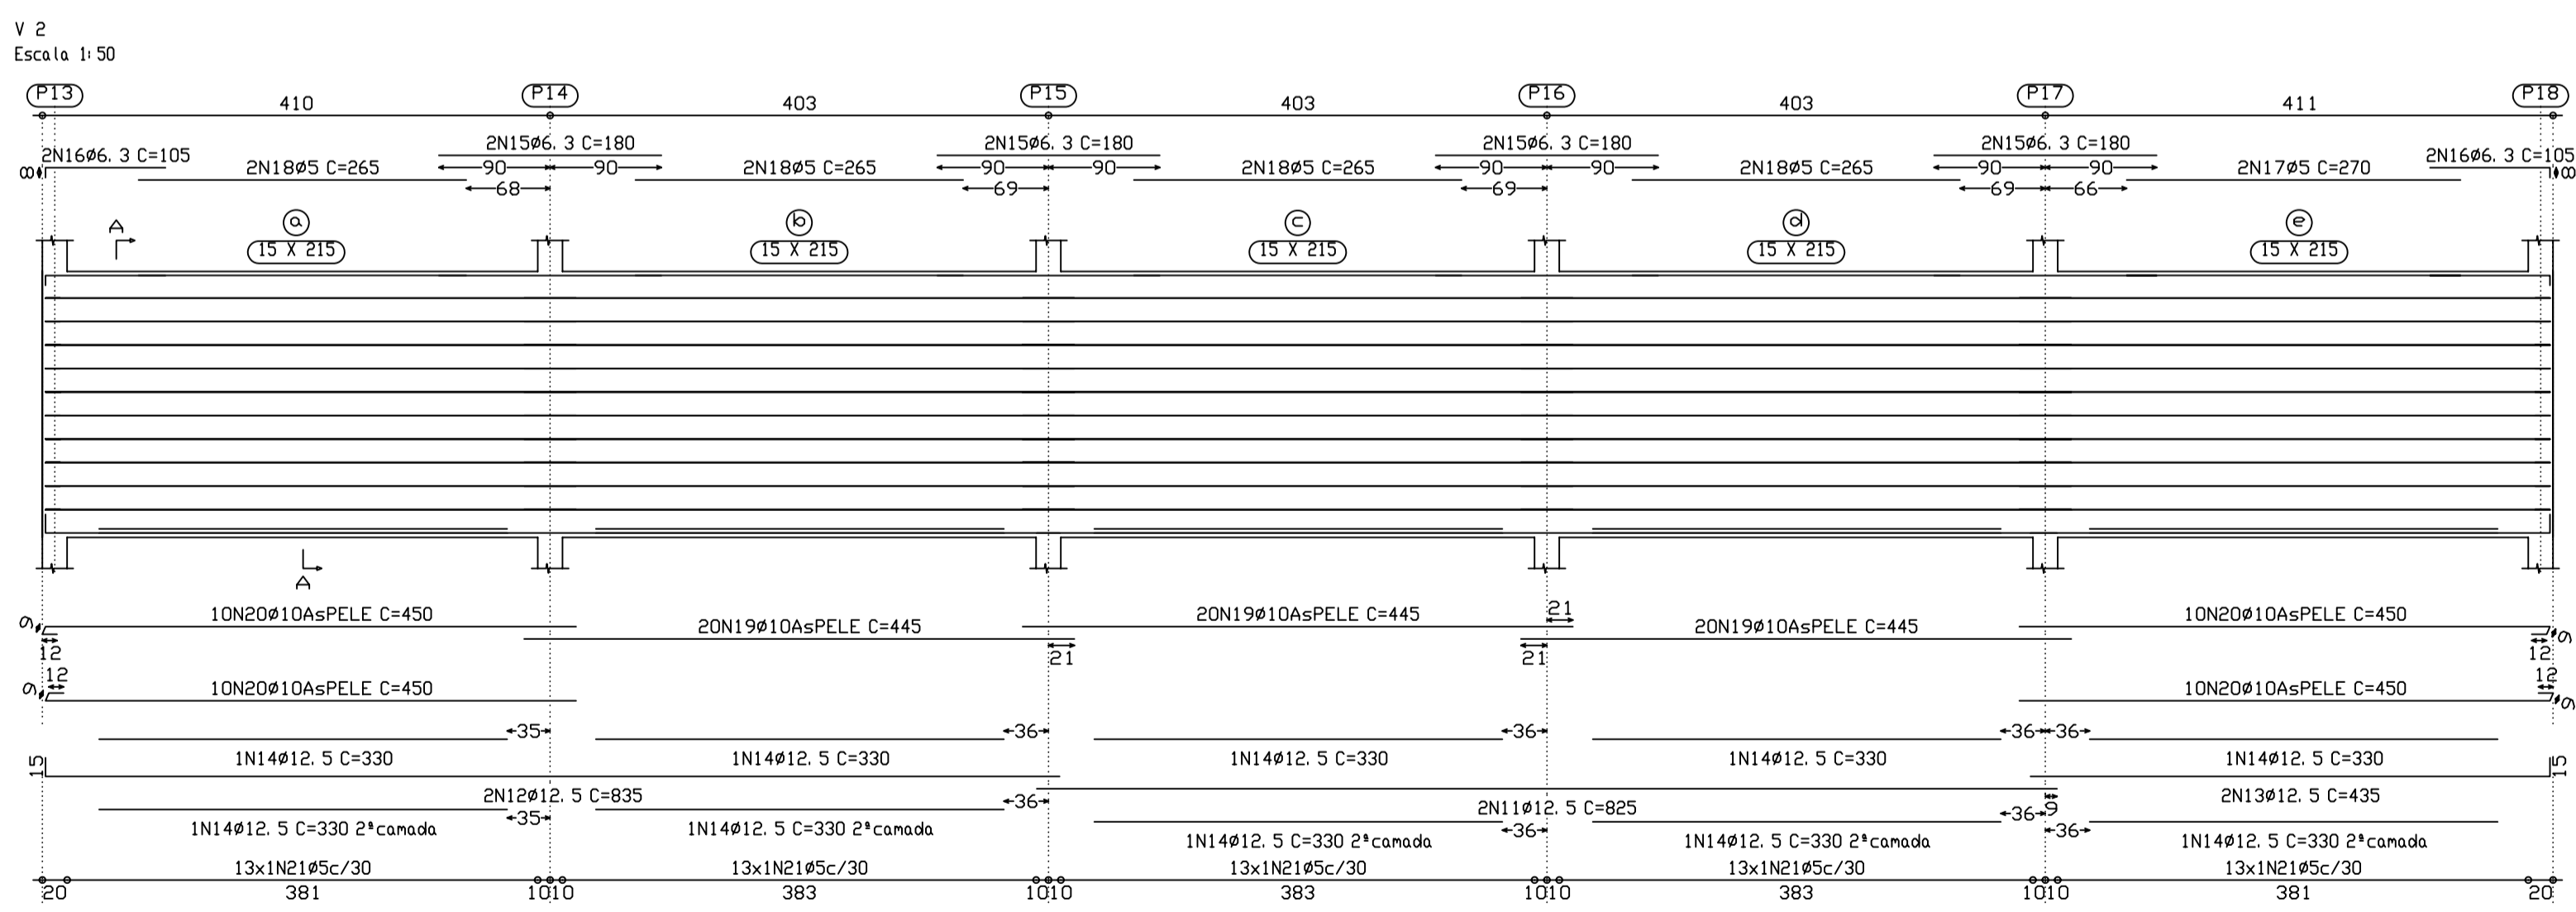 V 2
Escala 1:50
P13 410 P14 403 P15 403 P16 403 P17 411 P18
2N15ø6.3 C=180 2N15ø6.3 C=180 2N15ø6.3 C=180 2N15ø6.3 C=180
2N16ø6.3 C=105 2N16ø6.3 C=105
8 2N18ø5 C=265 90 90 2N18ø5 C=265 90 90 2N18ø5 C=265 90 90 2N18ø5 C=265 90 90 2N17ø5 C=270 8
68 69 69 69 66
A a b c d e
15 X 215 15 X 215 15 X 215 15 X 215 15 X 215
A
10N20ø10AsPELE C=450 20N19ø10AsPELE C=445 21 10N20ø10AsPELE C=450
9 20N19ø10AsPELE C=445 20N19ø10AsPELE C=445 9
12 21 21 12
12 12
9 10N20ø10AsPELE C=450 10N20ø10AsPELE C=450 9
35 36 36 36 36
1N14ø12.5 C=330 1N14ø12.5 C=330 1N14ø12.5 C=330 1N14ø12.5 C=330 1N14ø12.5 C=330
15 15
2N12ø12.5 C=835 36 2N13ø12.5 C=435
35 2N11ø12.5 C=825 36 9
1N14ø12.5 C=330 2ªcamada 1N14ø12.5 C=330 2ªcamada 36 36
1N14ø12.5 C=330 2ªcamada 1N14ø12.5 C=330 2ªcamada 1N14ø12.5 C=330 2ªcamada
13x1N21ø5c/30 13x1N21ø5c/30 13x1N21ø5c/30 13x1N21ø5c/30 13x1N21ø5c/30
20 381 10 10 383 10 10 383 10 10 383 10 10 381 20